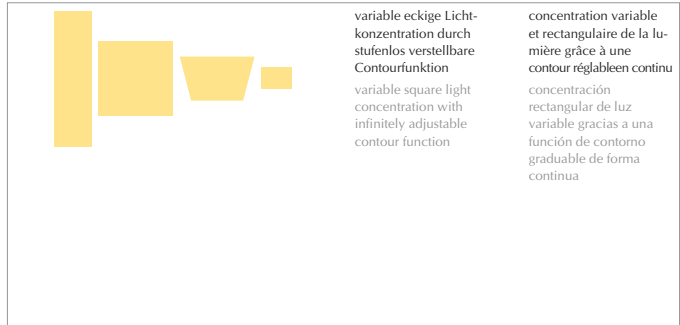 variable eckige Licht-
konzentration durch
stufenlos verstellbare
Contourfunktion
variable square light
concentration with
infinitely adjustable
contour function
concentration variable
et rectangulaire de la lu-
mière grâce à une
contour réglableen continu
concentración
rectangular de luz
variable gracias a una
función de contorno
graduable de forma
continua